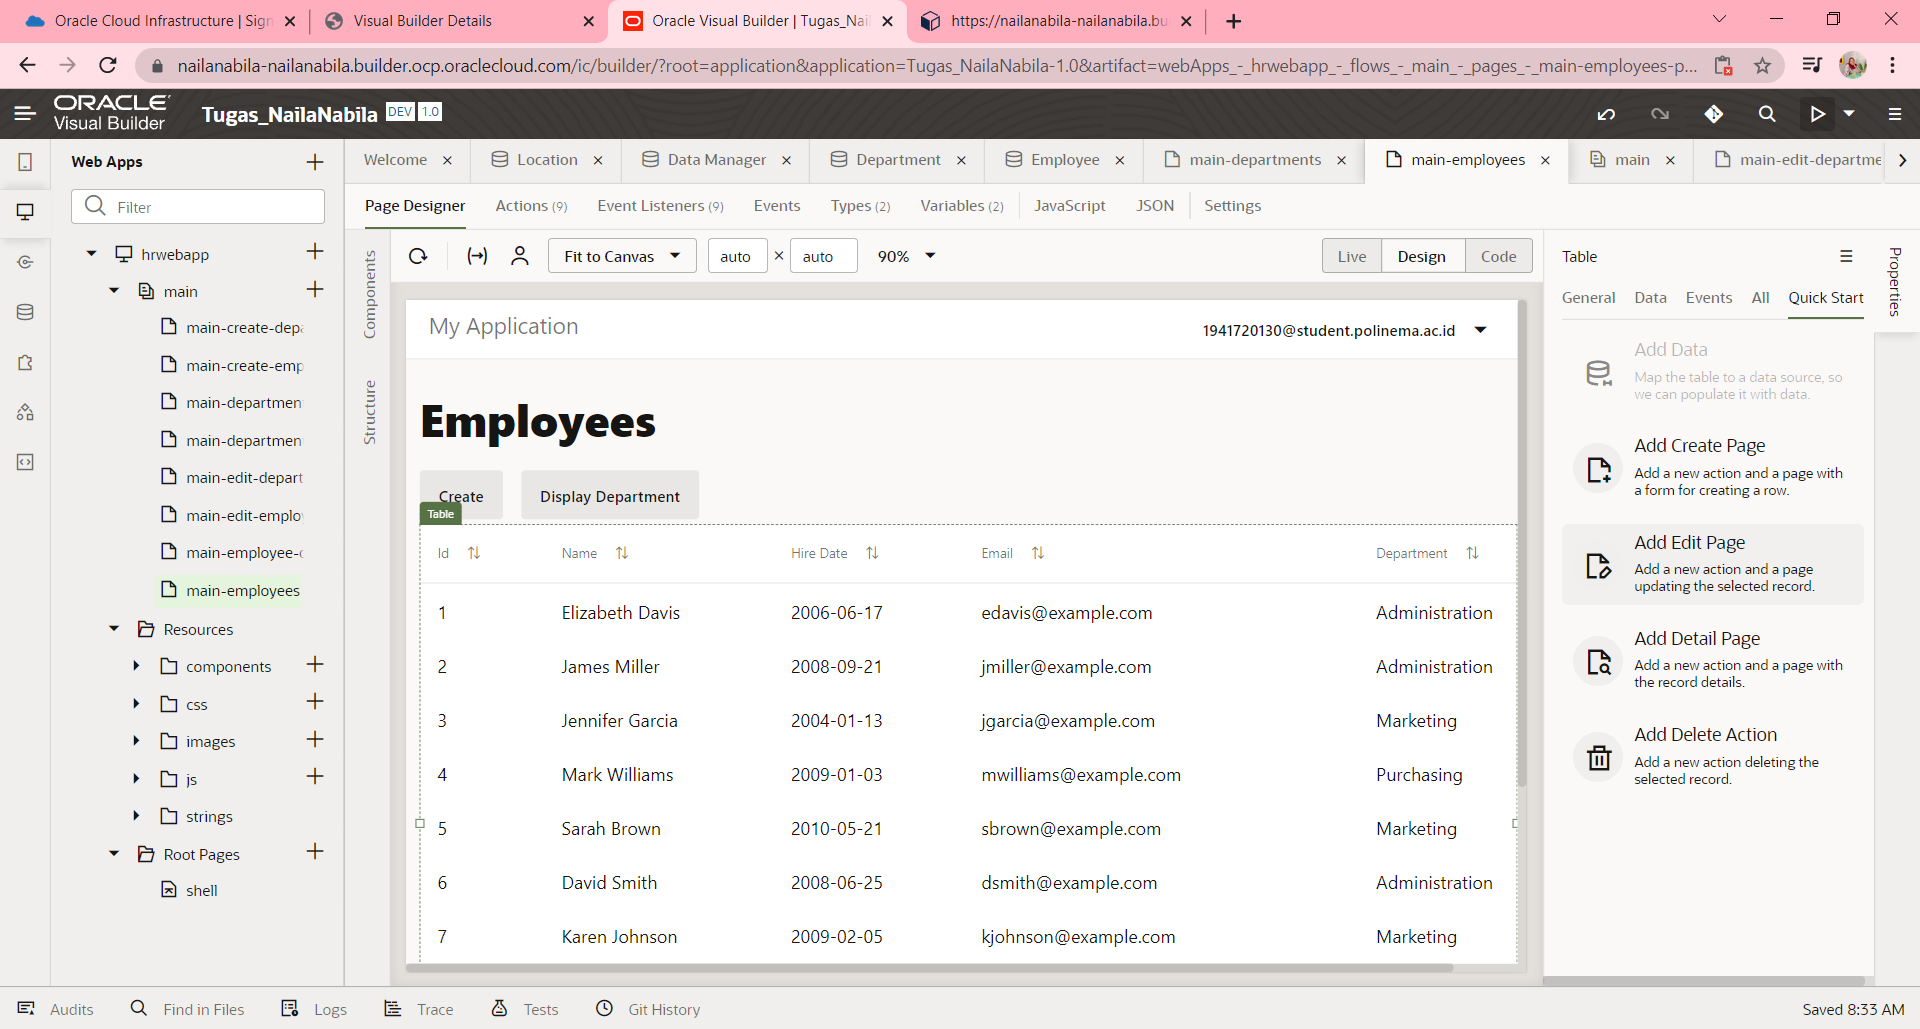 Oracle Cloud Infrastructure | Sign
Visual Builder Details
Oracle Visual Builder | Tugas_Nail
https://nailanabila-nailanabila.bu
nailanabila-nailanabila.builder.ocp.oraclecloud.com/ic/builder/?root=application&application=Tugas_NailaNabila-1.0&artifact=webApps_-_hrwebapp_-_flows_-_main_-_pages_-_main-employees-p...
ORACLE
Visual Builder
Tugas_NailaNabila DEV 1.0
Web Apps
Filter
hrwebapp
main
main-create-depa
main-create-emp
main-departmen
main-departmen
main-edit-depart
main-edit-emplo
main-employee-c
main-employees
Resources
components
css
images
js
strings
Root Pages
shell
Welcome
Location
Data Manager
Department
Employee
main-departments
main-employees
main
main-edit-departme
Page Designer
Actions (9)
Event Listeners (9)
Events
Types (2)
Variables (2)
JavaScript
JSON
Settings
Components
Structure
Fit to Canvas
auto × auto
90%
Live
Design
Code
My Application
1941720130@student.polinema.ac.id
Employees
Create
Display Department
Table
Id Name Hire Date Email Department
1 Elizabeth Davis 2006-06-17 edavis@example.com Administration
2 James Miller 2008-09-21 jmiller@example.com Administration
3 Jennifer Garcia 2004-01-13 jgarcia@example.com Marketing
4 Mark Williams 2009-01-03 mwilliams@example.com Purchasing
5 Sarah Brown 2010-05-21 sbrown@example.com Marketing
6 David Smith 2008-06-25 dsmith@example.com Administration
7 Karen Johnson 2009-02-05 kjohnson@example.com Marketing
Table
General
Data
Events
All
Quick Start
Properties
Add Data
Map the table to a data source, so
we can populate it with data.
Add Create Page
Add a new action and a page with
a form for creating a row.
Add Edit Page
Add a new action and a page
updating the selected record.
Add Detail Page
Add a new action and a page with
the record details.
Add Delete Action
Add a new action deleting the
selected record.
Audits
Find in Files
Logs
Trace
Tests
Git History
Saved 8:33 AM